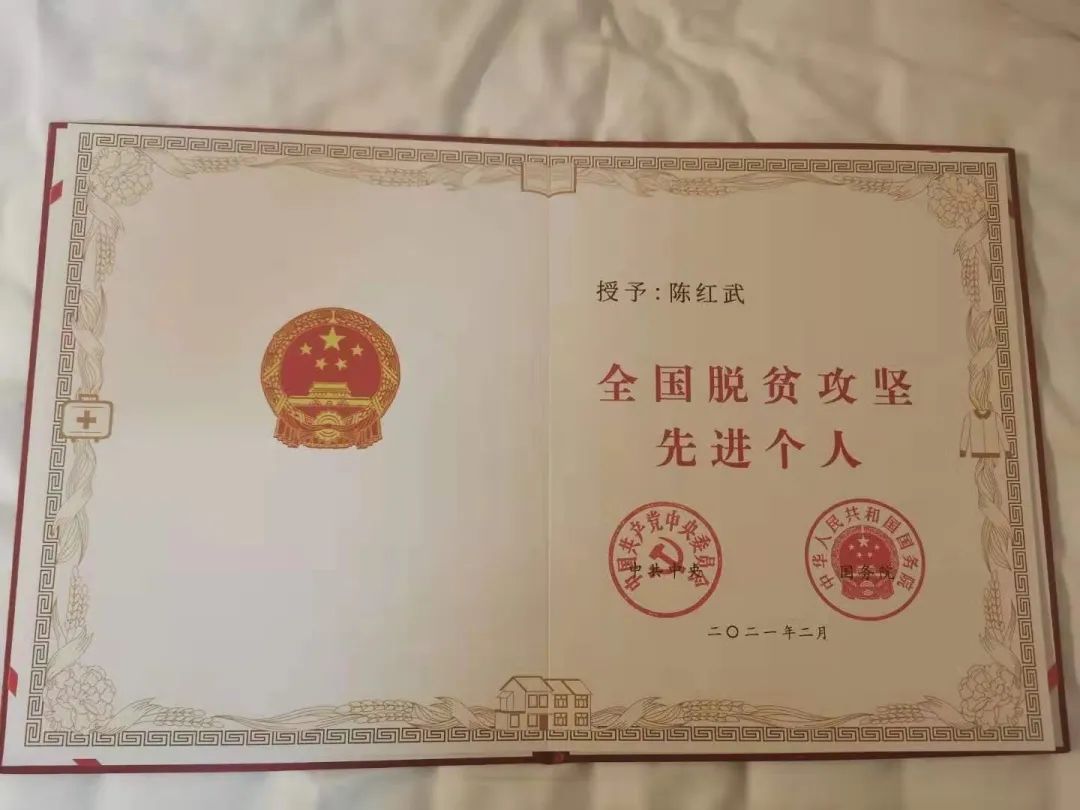 授予：陈红武
全国脱贫攻坚
先进个人
中国共产党中央委员会
中共中央
中华人民共和国国务院
国务院
二〇二一年二月